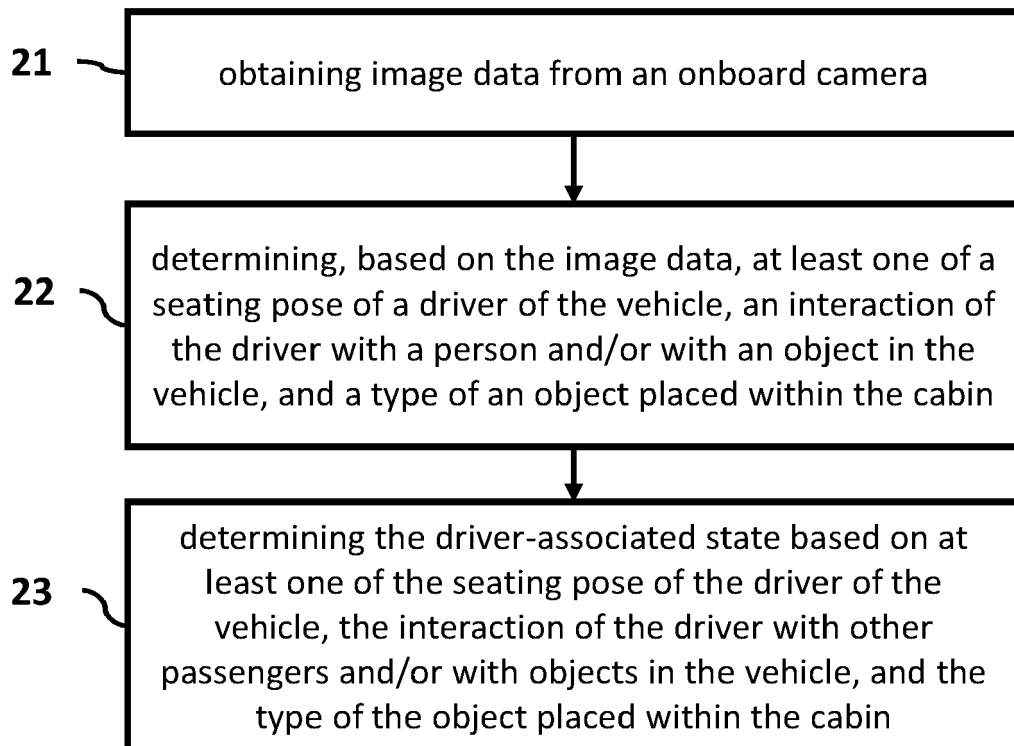 21
obtaining image data from an onboard camera
22
determining, based on the image data, at least one of a
seating pose of a driver of the vehicle, an interaction of
the driver with a person and/or with an object in the
vehicle, and a type of an object placed within the cabin
23
determining the driver-associated state based on at
least one of the seating pose of the driver of the
vehicle, the interaction of the driver with other
passengers and/or with objects in the vehicle, and the
type of the object placed within the cabin